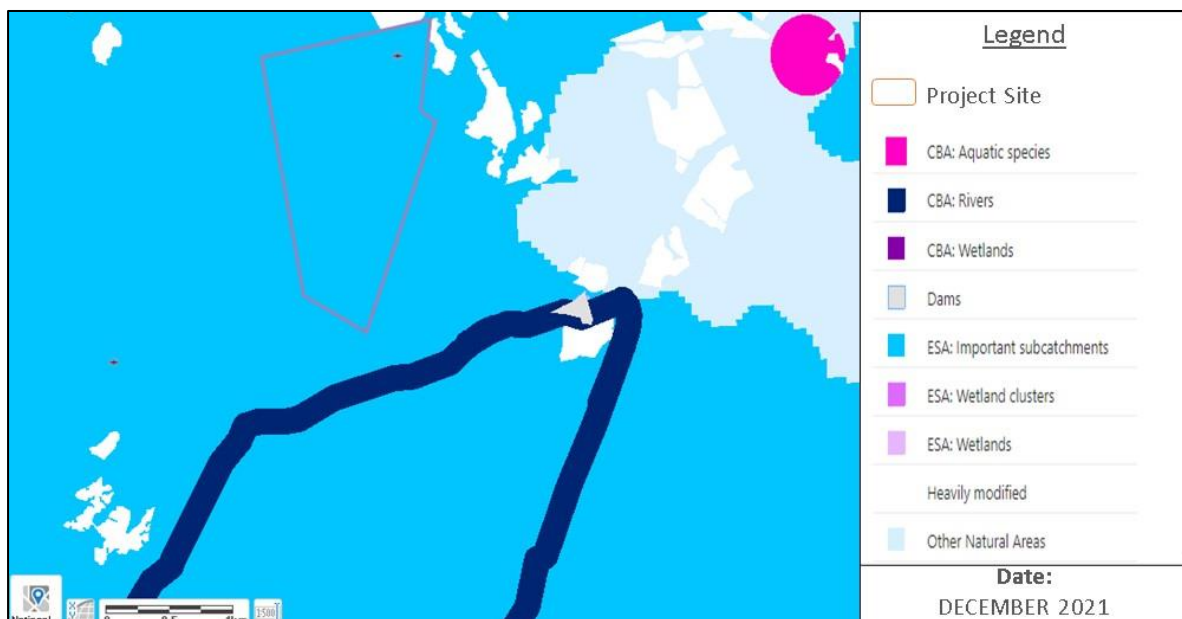 Legend
Project Site
CBA: Aquatic species
CBA: Rivers
CBA: Wetlands
Dams
ESA: Important subcatchments
ESA: Wetland clusters
ESA: Wetlands
Heavily modified
Other Natural Areas
Date:
DECEMBER 2021
1500